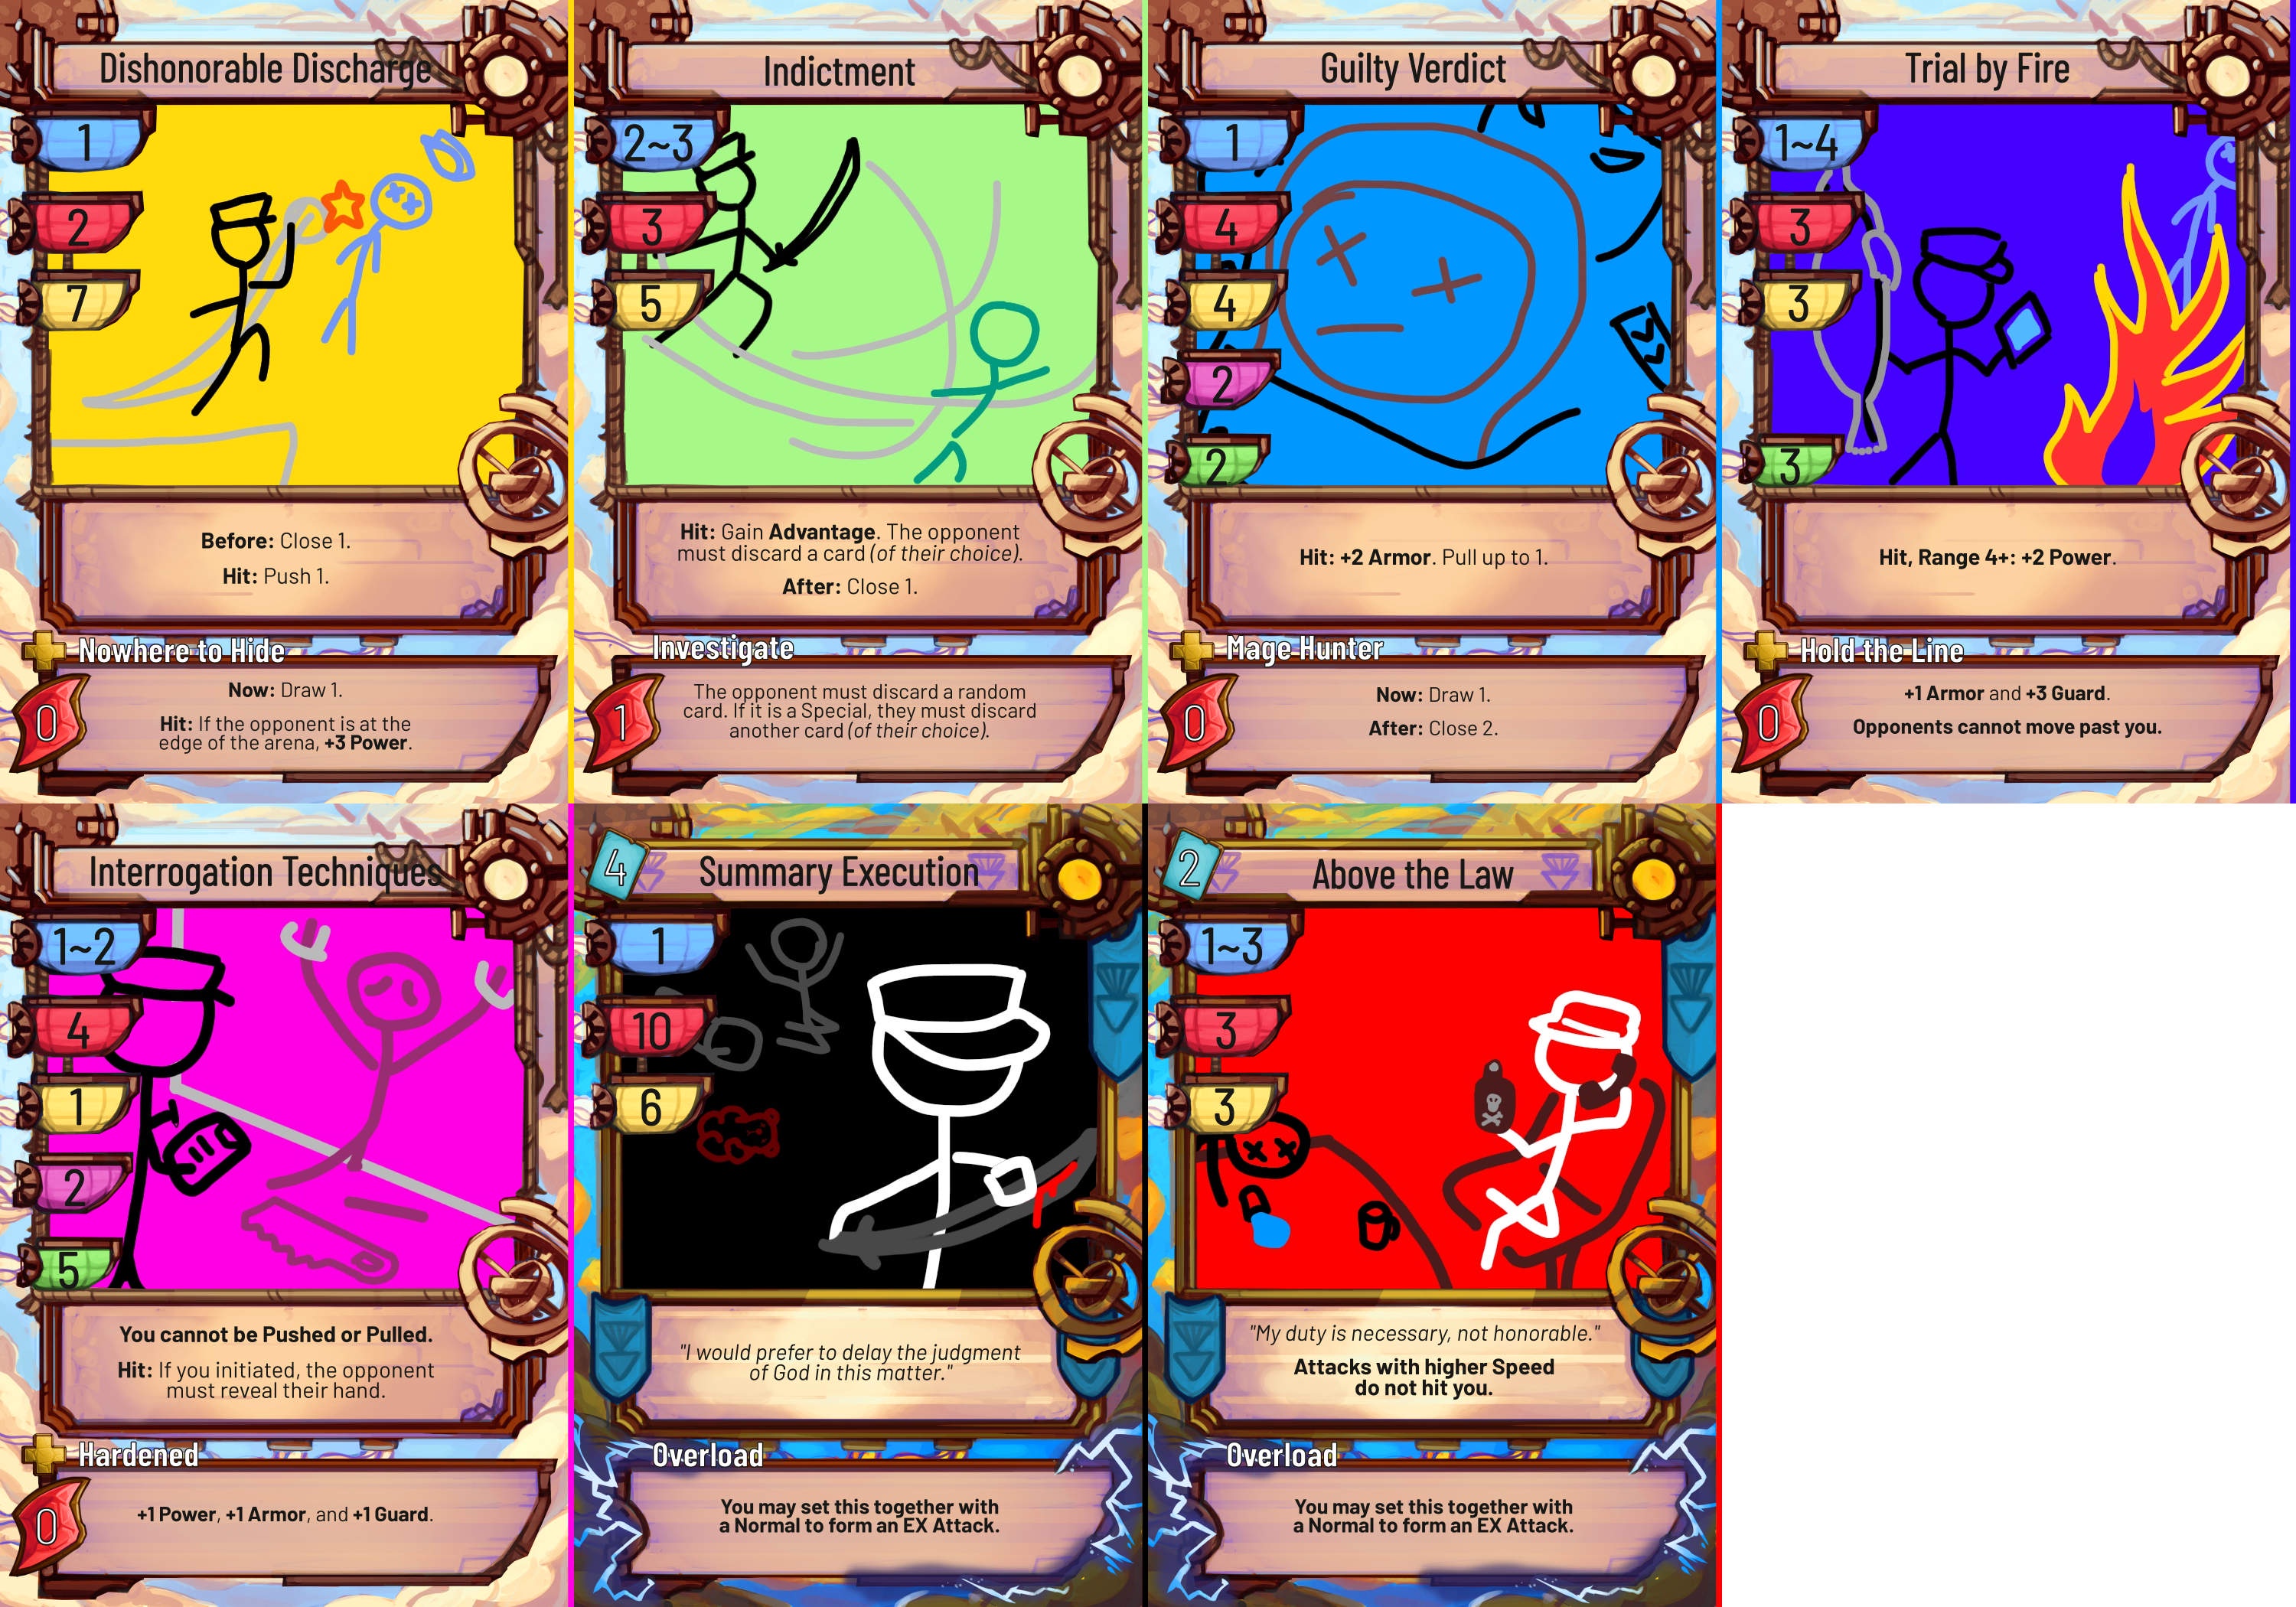 Dishonorable Discharge
1
2
7
Before: Close 1.
Hit: Push 1.
Nowhere to Hide
0
Now: Draw 1.
Hit: If the opponent is at the
edge of the arena, +3 Power.
Indictment
2~3
3
5
Hit: Gain Advantage. The opponent
must discard a card (of their choice).
After: Close 1.
Investigate
1
The opponent must discard a random
card. If it is a Special, they must discard
another card (of their choice).
Guilty Verdict
1
4
4
2
2
Hit: +2 Armor. Pull up to 1.
Mage Hunter
0
Now: Draw 1.
After: Close 2.
Trial by Fire
1~4
3
3
3
Hit, Range 4+: +2 Power.
Hold the Line
0
+1 Armor and +3 Guard.
Opponents cannot move past you.
Interrogation Techniques
1~2
4
1
2
5
You cannot be Pushed or Pulled.
Hit: If you initiated, the opponent
must reveal their hand.
Hardened
0
+1 Power, +1 Armor, and +1 Guard.
4
Summary Execution
1
10
6
"I would prefer to delay the judgment
of God in this matter."
Overload
You may set this together with
a Normal to form an EX Attack.
2
Above the Law
1~3
3
3
"My duty is necessary, not honorable."
Attacks with higher Speed
do not hit you.
Overload
You may set this together with
a Normal to form an EX Attack.